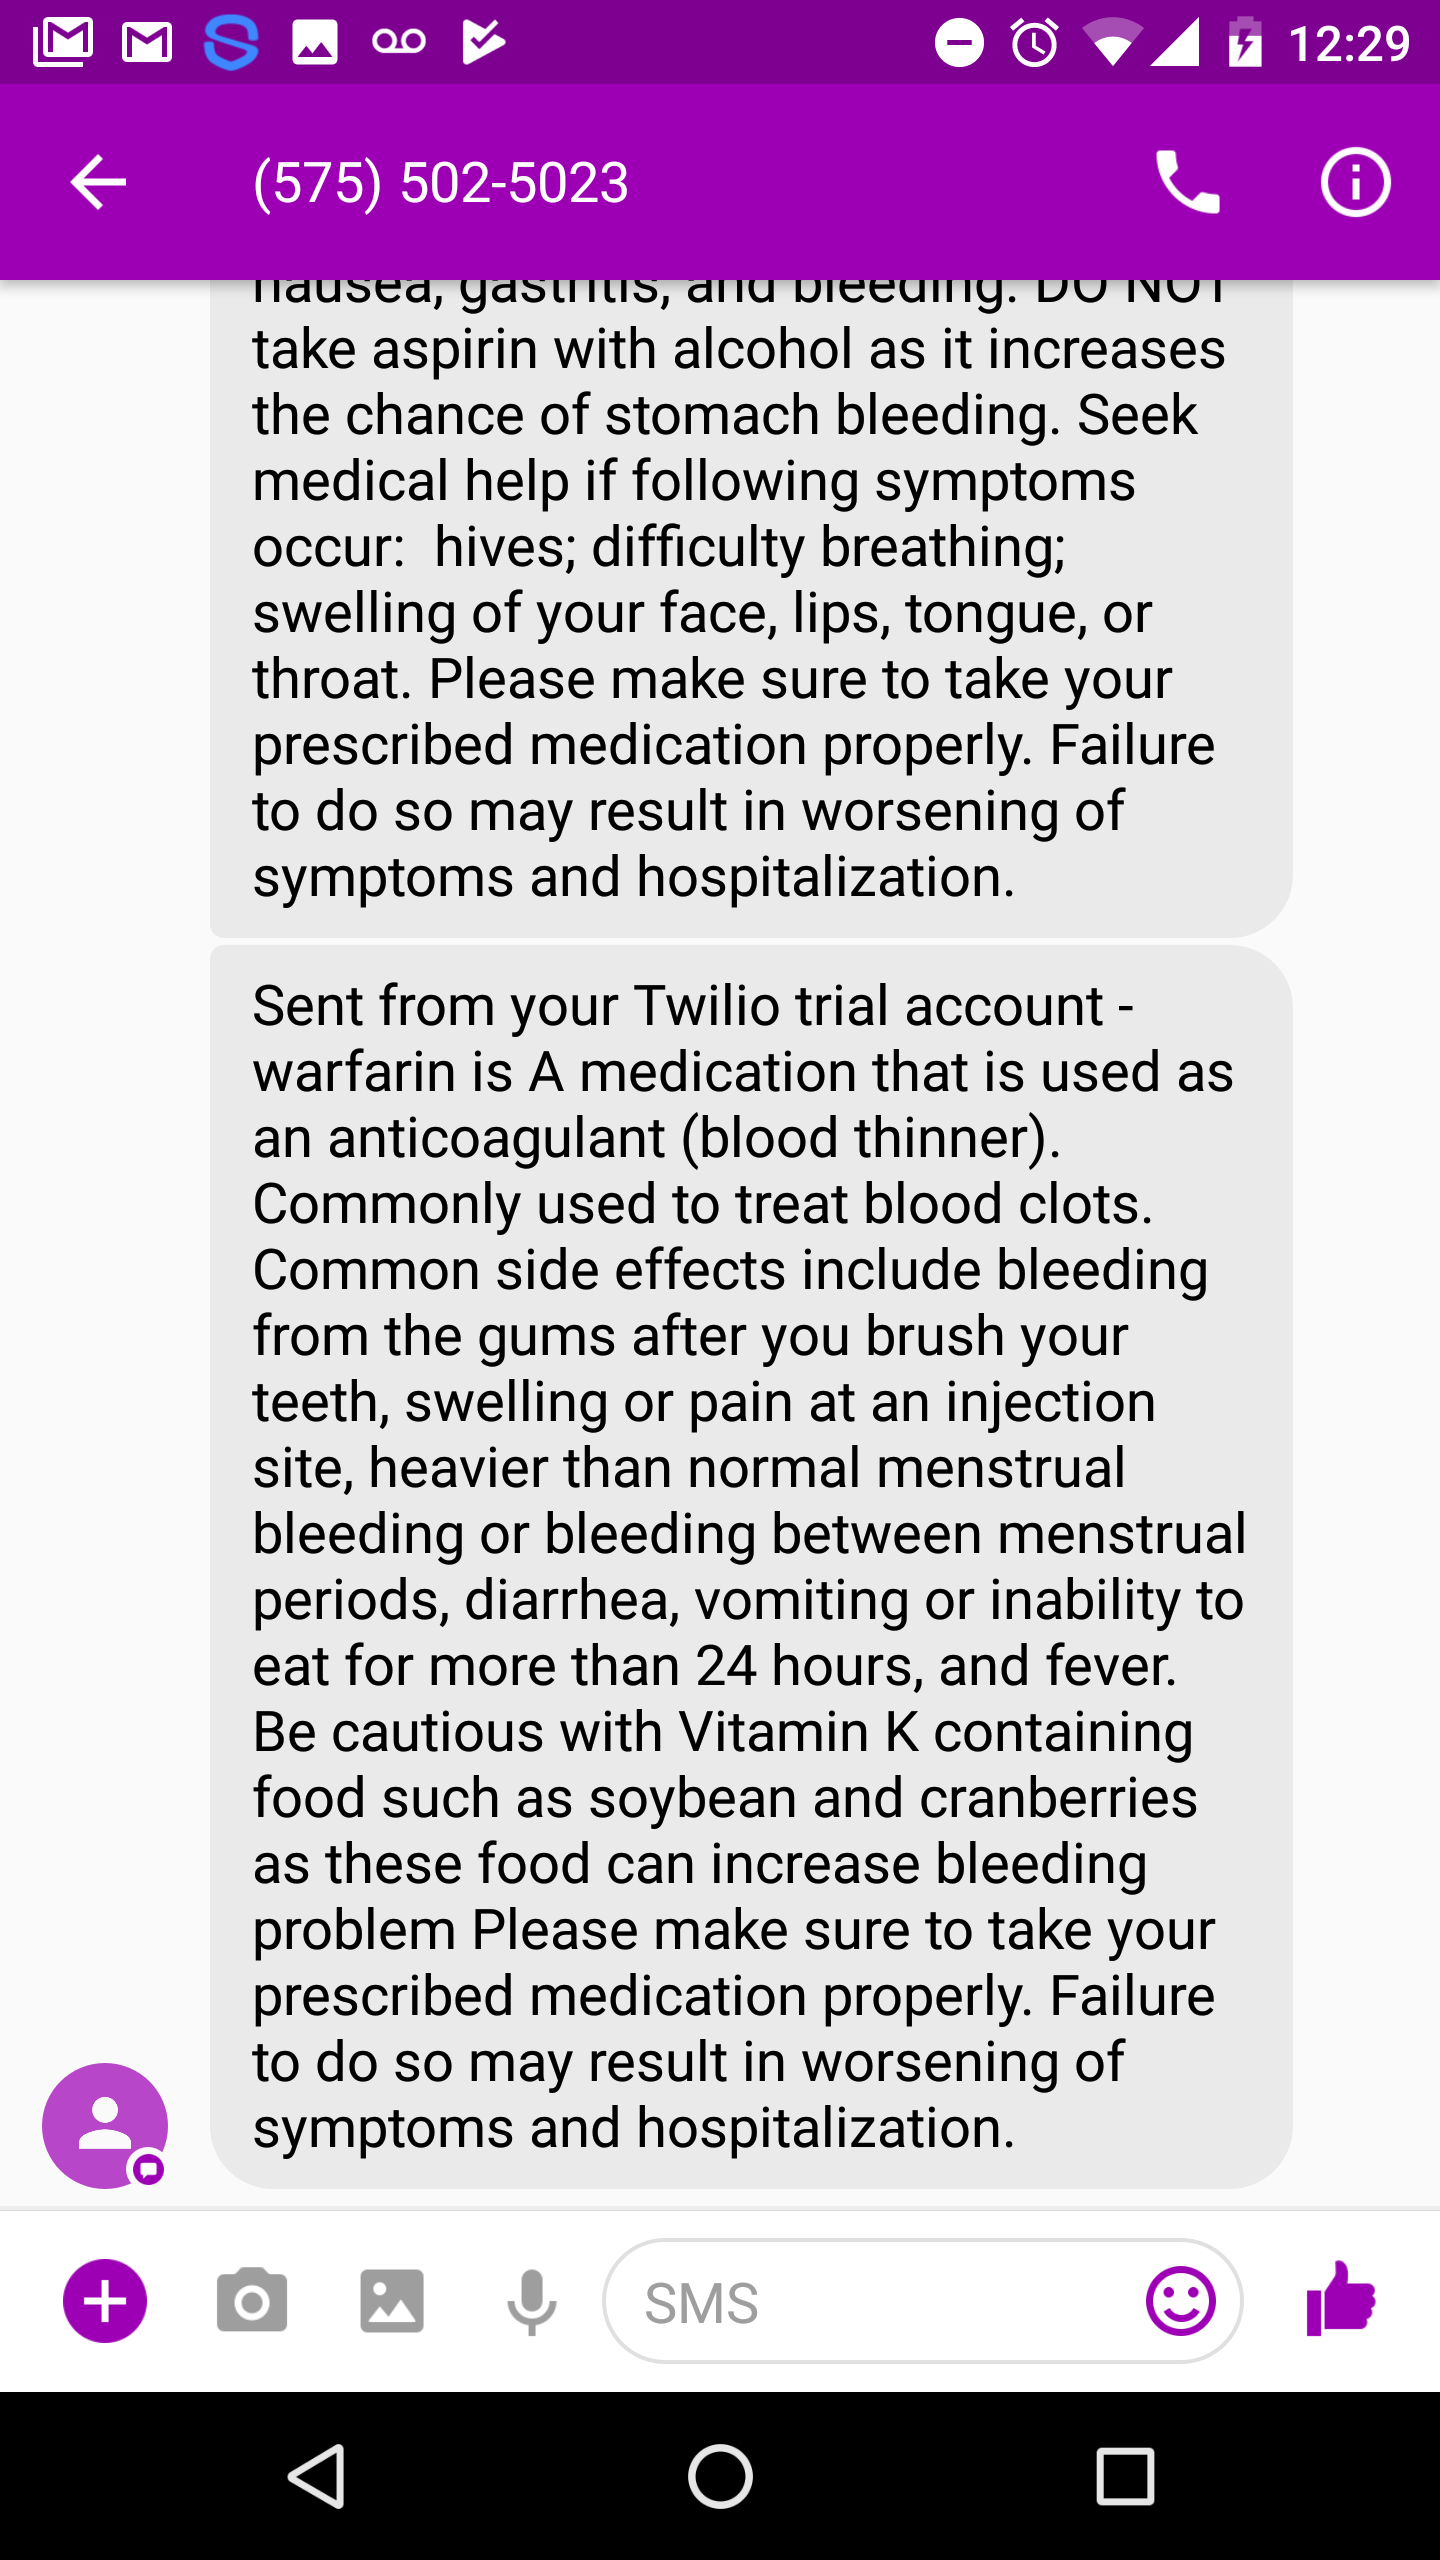 12:29
(575) 502-5023
nausea, gastritis, and bleeding. DO NOT
take aspirin with alcohol as it increases
the chance of stomach bleeding. Seek
medical help if following symptoms
occur:  hives; difficulty breathing;
swelling of your face, lips, tongue, or
throat. Please make sure to take your
prescribed medication properly. Failure
to do so may result in worsening of
symptoms and hospitalization.
Sent from your Twilio trial account -
warfarin is A medication that is used as
an anticoagulant (blood thinner).
Commonly used to treat blood clots.
Common side effects include bleeding
from the gums after you brush your
teeth, swelling or pain at an injection
site, heavier than normal menstrual
bleeding or bleeding between menstrual
periods, diarrhea, vomiting or inability to
eat for more than 24 hours, and fever.
Be cautious with Vitamin K containing
food such as soybean and cranberries
as these food can increase bleeding
problem Please make sure to take your
prescribed medication properly. Failure
to do so may result in worsening of
symptoms and hospitalization.
SMS